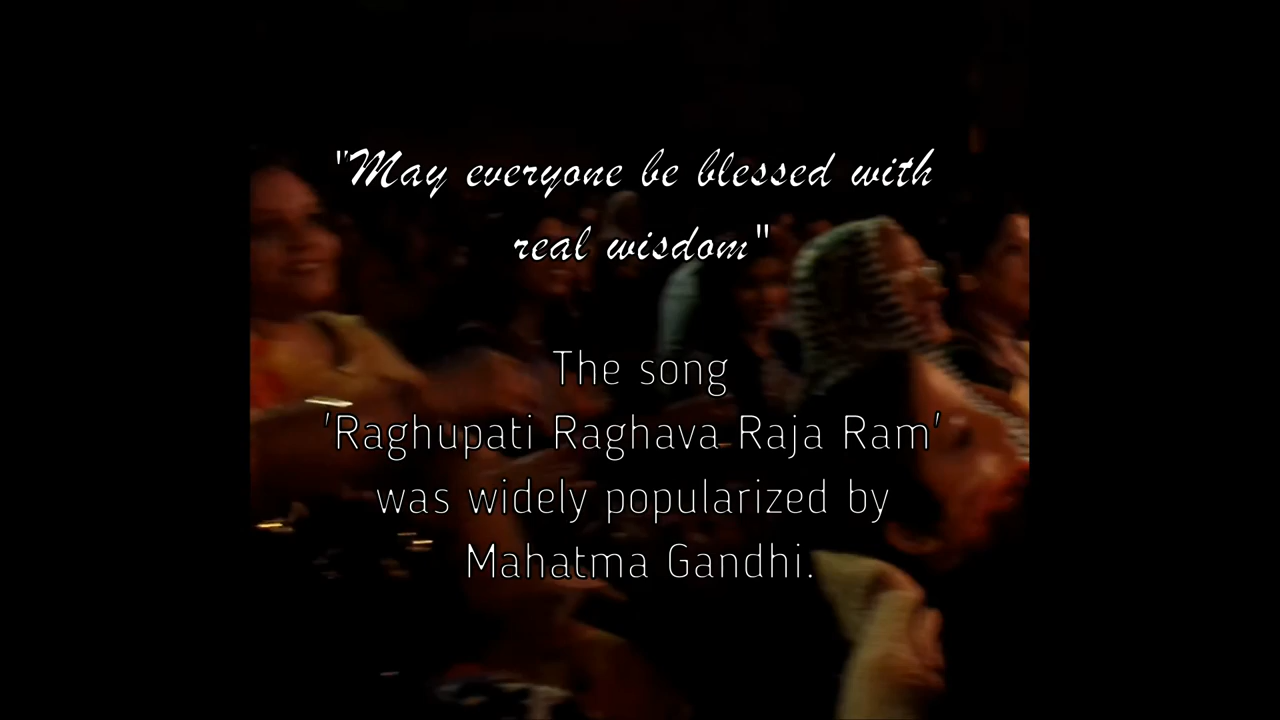 "May everyone be blessed with
real wisdom"
The song
'Raghupati Raghava Raja Ram'
was widely popularized by
Mahatma Gandhi.